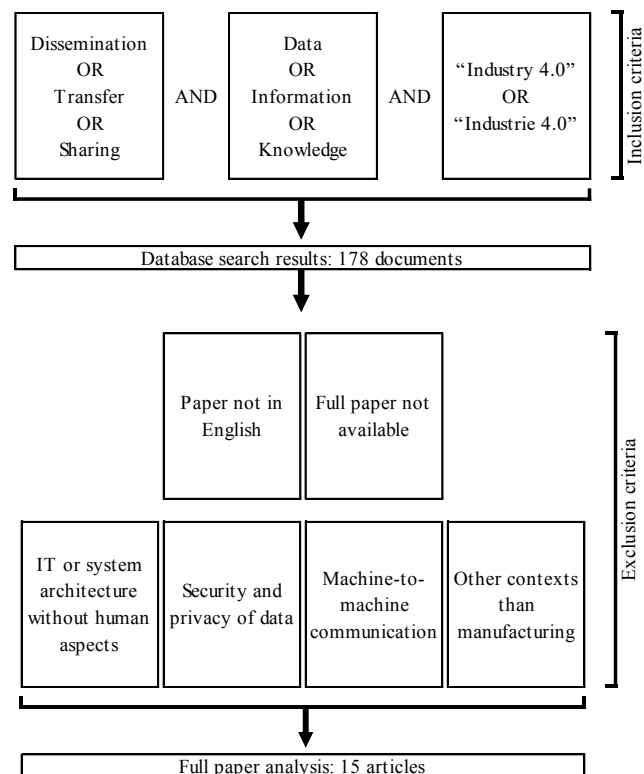 Dissemination
OR
Transfer
OR
Sharing
AND
Data
OR
Information
OR
Knowledge
AND
“Industry 4.0”
OR
“Industrie 4.0”
Inclusion criteria
Database search results: 178 documents
Paper not in
English
Full paper not
available
IT or system
architecture
without human
aspects
Security and
privacy of data
Machine-to-
machine
communication
Other contexts
than
manufacturing
Exclusion criteria
Full paper analysis: 15 articles